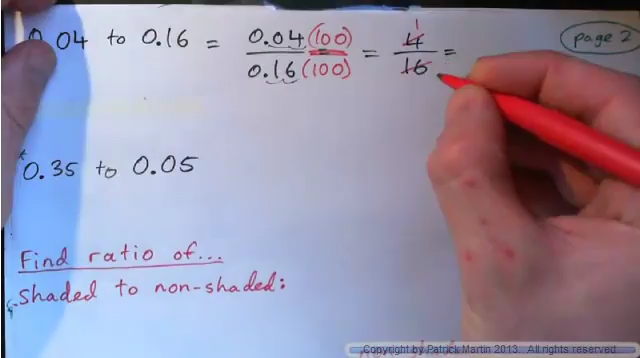 0.04 to 0.16 = 0.04(100) / 0.16(100) = 4/16 =
1
page 2
*0.35 to 0.05
Find ratio of...
Shaded to non-shaded:
Copyright by Patrick Martin 2013. All rights reserved.